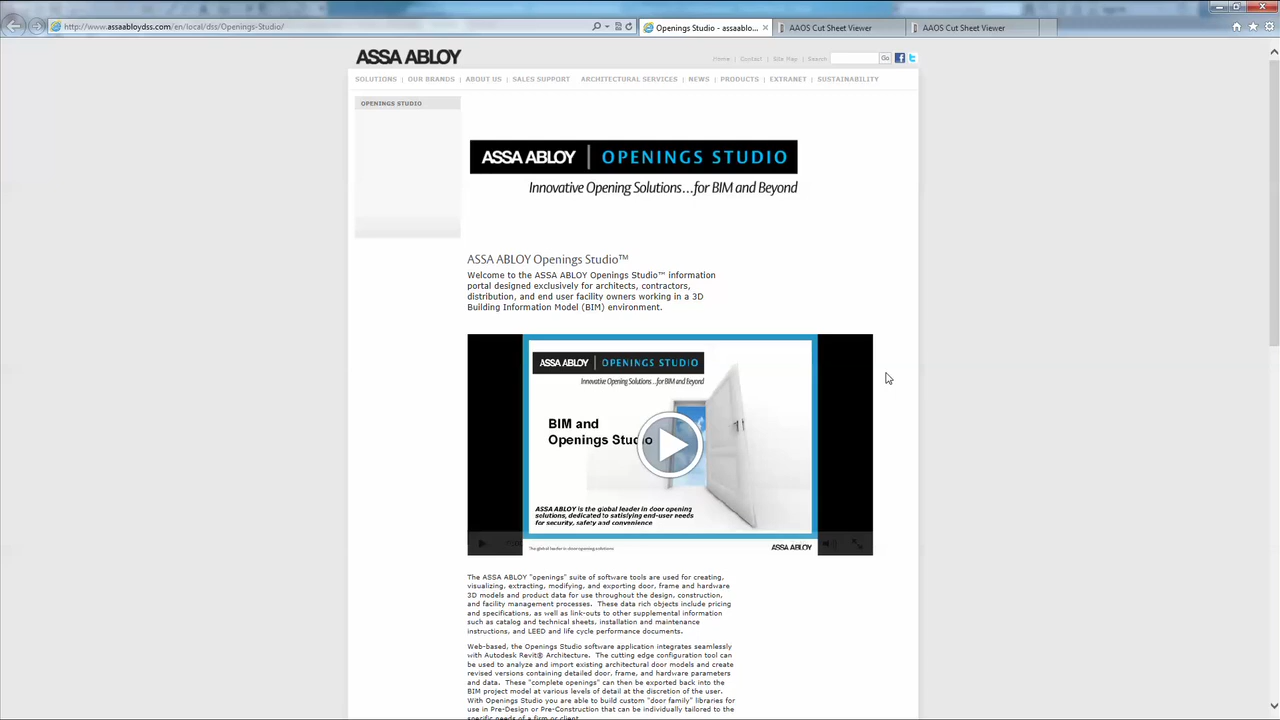 http://www.assaabloydss.com/en/local/dss/Openings-Studio/
Openings Studio - assaablo...
AAOS Cut Sheet Viewer
AAOS Cut Sheet Viewer
ASSA ABLOY
Home | Contact | Site Map | Search
Go
SOLUTIONS | OUR BRANDS | ABOUT US | SALES SUPPORT | ARCHITECTURAL SERVICES | NEWS | PRODUCTS | EXTRANET | SUSTAINABILITY
OPENINGS STUDIO
ASSA ABLOY | OPENINGS STUDIO
Innovative Opening Solutions...for BIM and Beyond
ASSA ABLOY Openings Studio™
Welcome to the ASSA ABLOY Openings Studio™ information
portal designed exclusively for architects, contractors,
distribution, and end user facility owners working in a 3D
Building Information Model (BIM) environment.
ASSA ABLOY | OPENINGS STUDIO
Innovative Opening Solutions...for BIM and Beyond
BIM and
Openings Studio
ASSA ABLOY is the global leader in door opening
solutions, dedicated to satisfying end-user needs
for security, safety and convenience
The global leader in door opening solutions
ASSA ABLOY
The ASSA ABLOY "openings" suite of software tools are used for creating,
visualizing, extracting, modifying, and exporting door, frame and hardware
3D models and product data for use throughout the design, construction,
and facility management processes. These data rich objects include pricing
and specifications, as well as link-outs to other supplemental information
such as catalog and technical sheets, installation and maintenance
instructions, and LEED and life cycle performance documents.
Web-based, the Openings Studio software application integrates seamlessly
with Autodesk Revit® Architecture. The cutting edge configuration tool can
be used to analyze and import existing architectural door models and create
revised versions containing detailed door, frame, and hardware parameters
and data. These "complete openings" can then be exported back into the
BIM project model at various levels of detail at the discretion of the user.
With Openings Studio you are able to build custom "door family" libraries for
use in Pre-Design or Pre-Construction that can be individually tailored to the
specific needs of a firm or client.